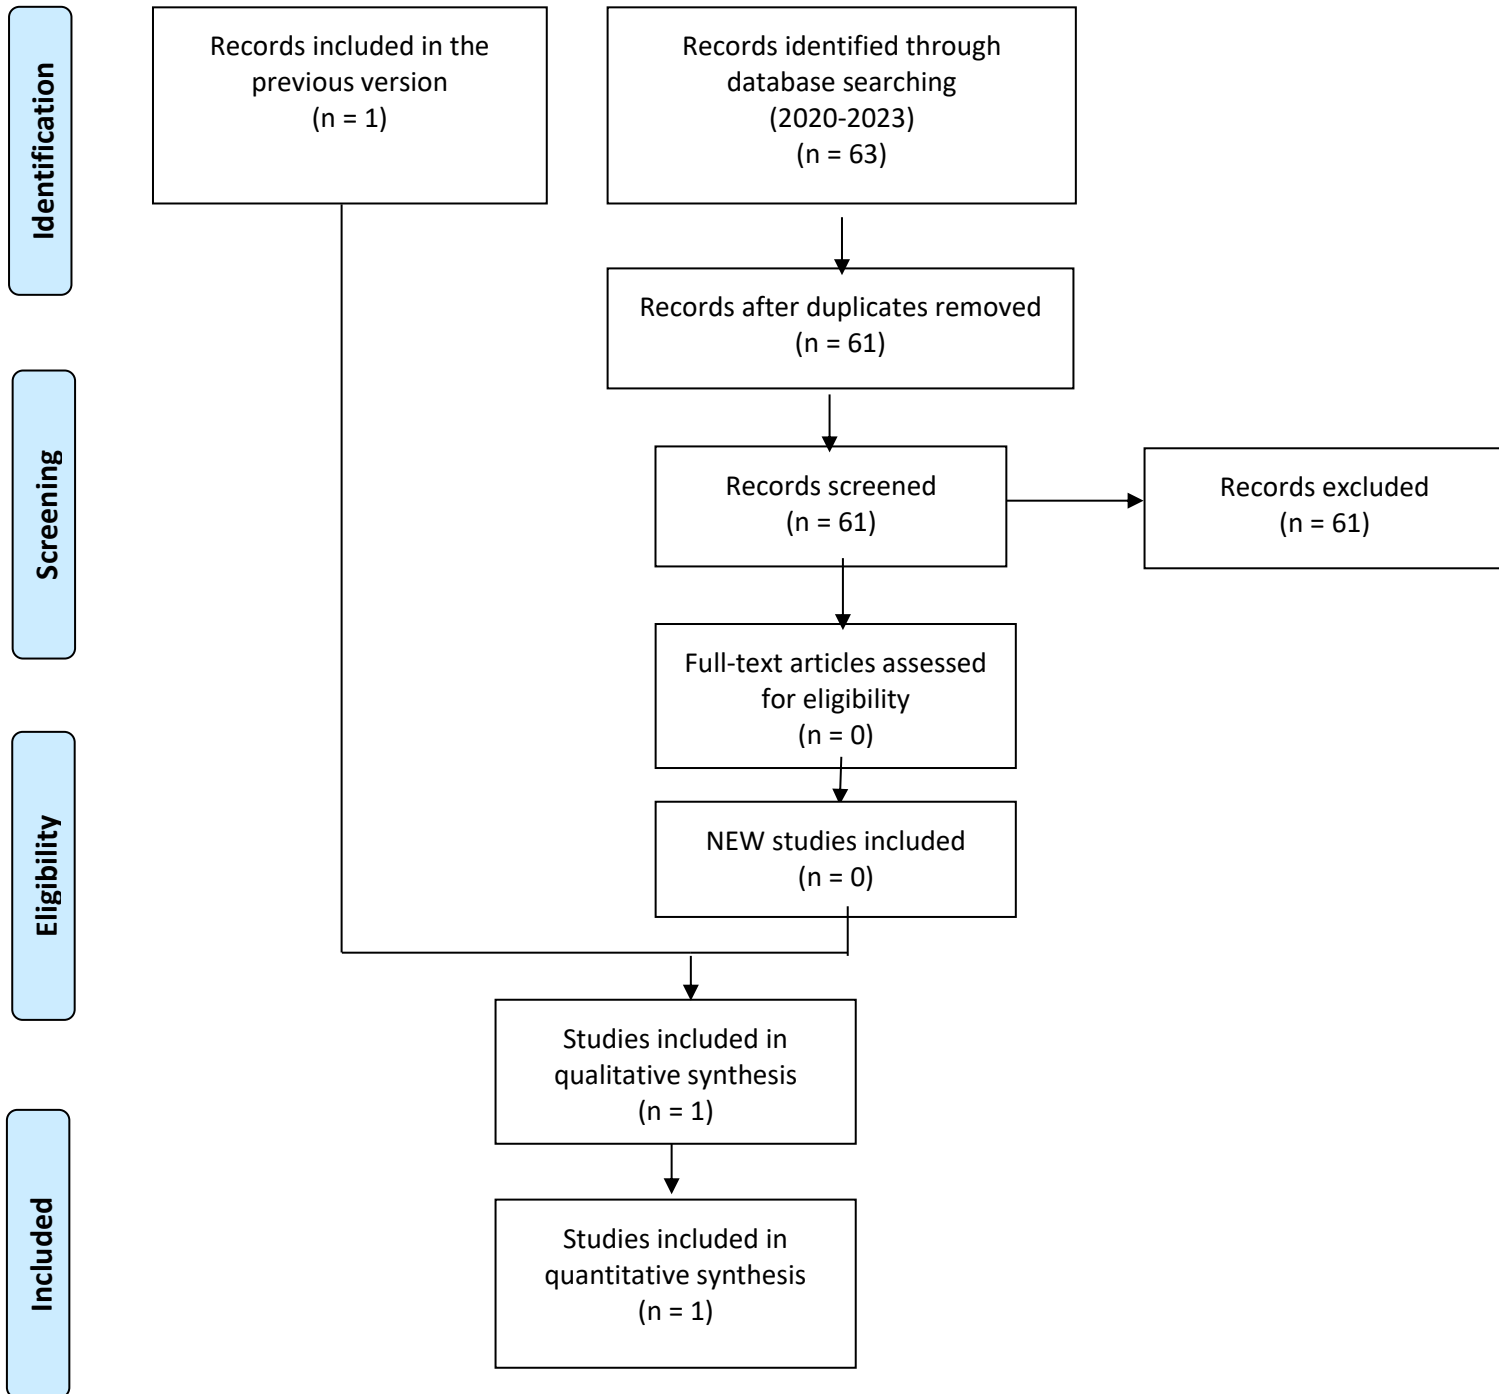 Identification
Records included in the
previous version
(n = 1)
Records identified through
database searching
(2020-2023)
(n = 63)
Records after duplicates removed
(n = 61)
Screening
Records screened
(n = 61)
Records excluded
(n = 61)
Full-text articles assessed
for eligibility
(n = 0)
Eligibility
NEW studies included
(n = 0)
Studies included in
qualitative synthesis
(n = 1)
Included
Studies included in
quantitative synthesis
(n = 1)